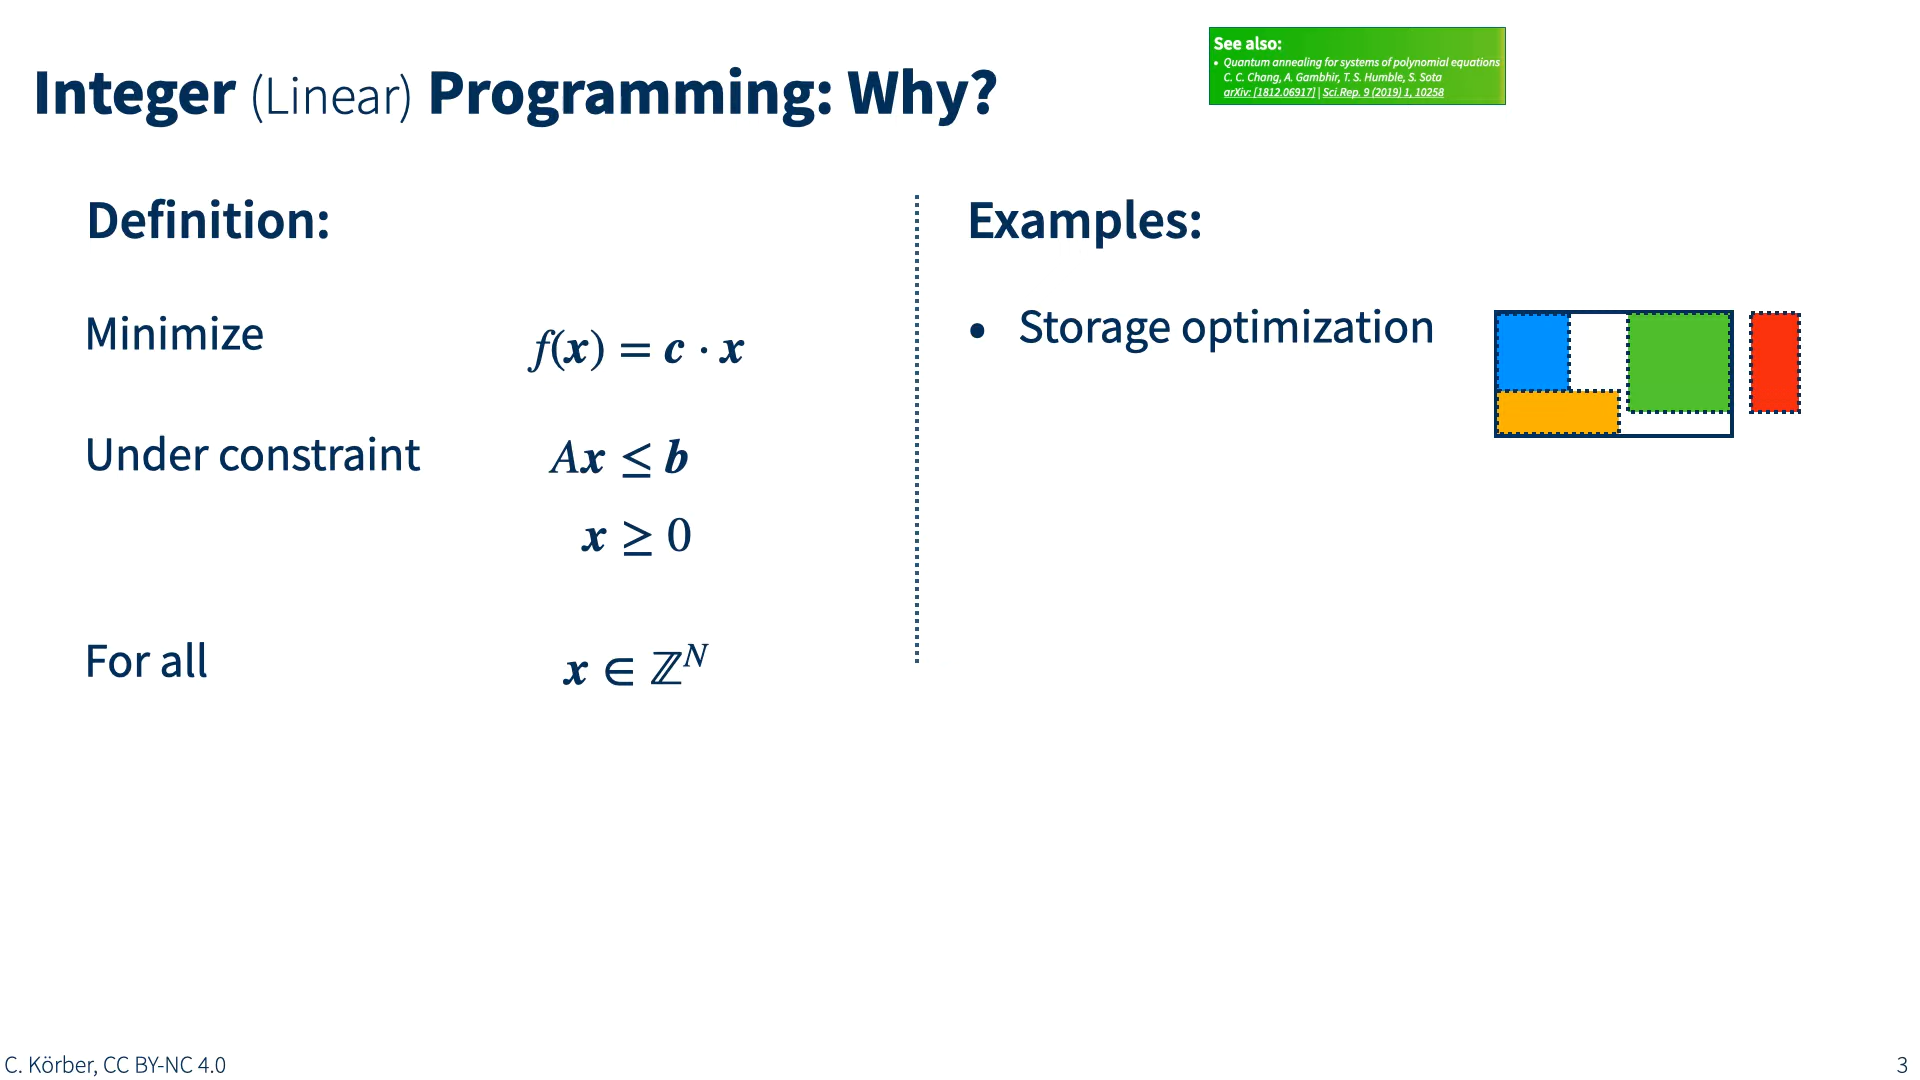 Integer (Linear) Programming: Why?
See also:
• Quantum annealing for systems of polynomial equations
C. C. Chang, A. Gambhir, T. S. Humble, S. Sota
arXiv: [1812.06917] | Sci.Rep. 9 (2019) 1, 10258
Definition:
Minimize f(x) = c · x
Under constraint Ax ≤ b
x ≥ 0
For all x ∈ ℤ^N
Examples:
• Storage optimization
C. Körber, CC BY-NC 4.0
3